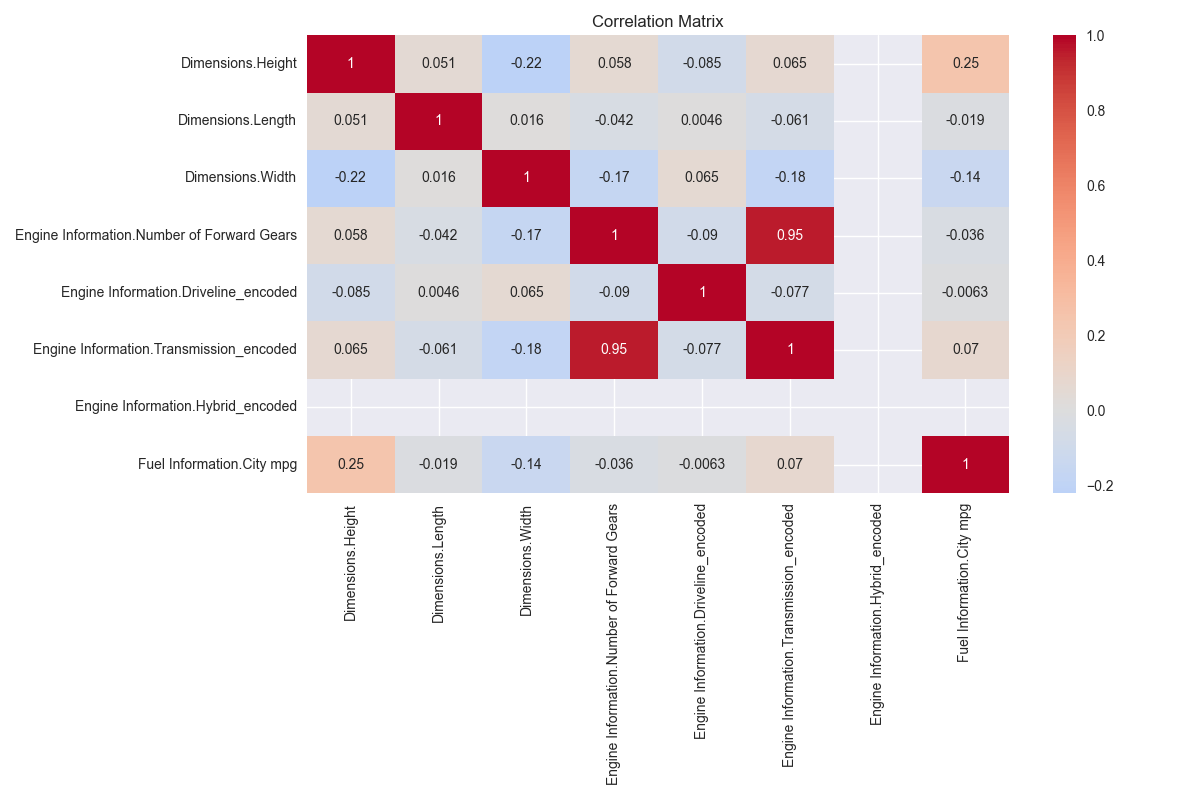 Correlation Matrix
Dimensions.Height 1 0.051 -0.22 0.058 -0.085 0.065 0.25
Dimensions.Length 0.051 1 0.016 -0.042 0.0046 -0.061 -0.019
Dimensions.Width -0.22 0.016 1 -0.17 0.065 -0.18 -0.14
Engine Information.Number of Forward Gears 0.058 -0.042 -0.17 1 -0.09 0.95 -0.036
Engine Information.Driveline_encoded -0.085 0.0046 0.065 -0.09 1 -0.077 -0.0063
Engine Information.Transmission_encoded 0.065 -0.061 -0.18 0.95 -0.077 1 0.07
Engine Information.Hybrid_encoded
Fuel Information.City mpg 0.25 -0.019 -0.14 -0.036 -0.0063 0.07 1
Dimensions.Height
Dimensions.Length
Dimensions.Width
Engine Information.Number of Forward Gears
Engine Information.Driveline_encoded
Engine Information.Transmission_encoded
Engine Information.Hybrid_encoded
Fuel Information.City mpg
1.0
0.8
0.6
0.4
0.2
0.0
−0.2